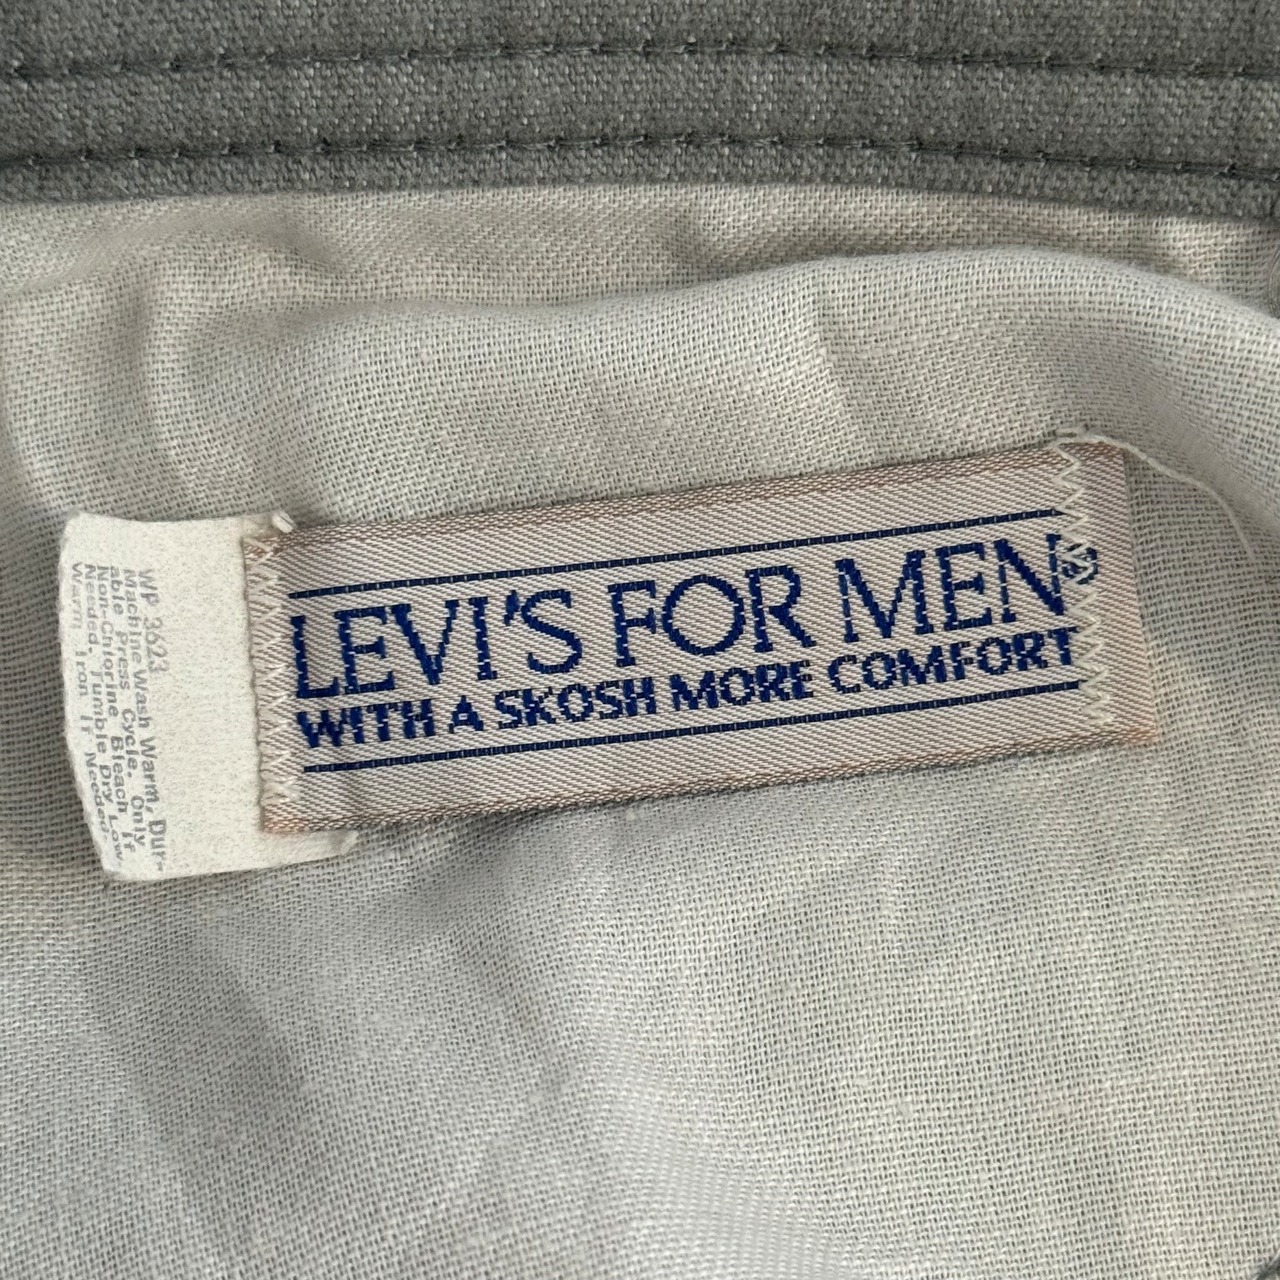 LEVI'S FOR MEN®
WITH A SKOSH MORE COMFORT
WP 3623
Machine Wash Warm, Dur-
able Press Cycle. Only
Non-Chlorine Bleach If
Needed. Tumble Dry Low.
Warm Iron If Needed.